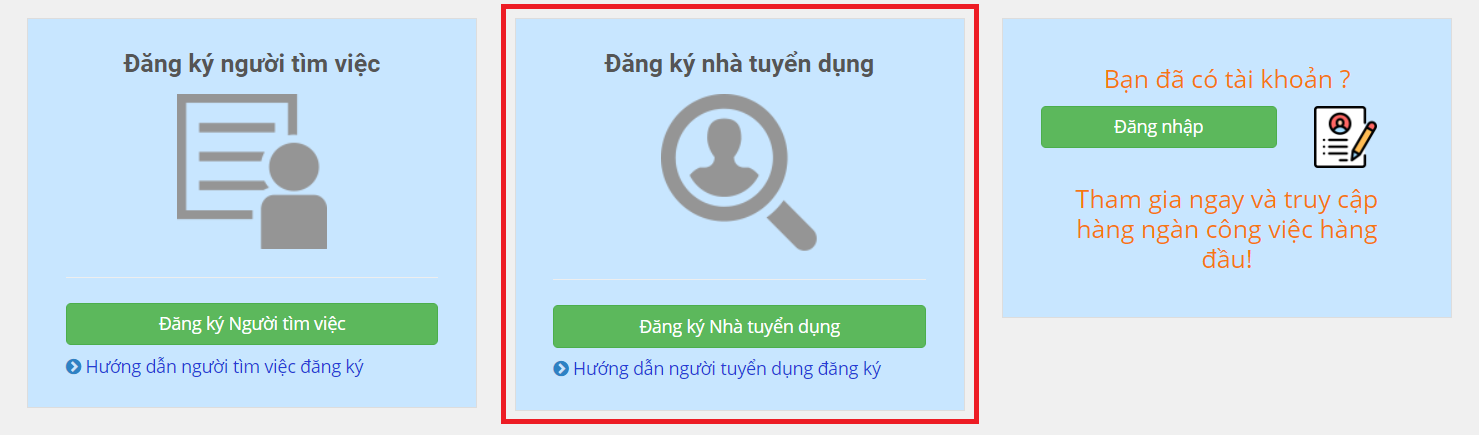 Đăng ký người tìm việc
Đăng ký Người tìm việc
Hướng dẫn người tìm việc đăng ký
Đăng ký nhà tuyển dụng
Đăng ký Nhà tuyển dụng
Hướng dẫn người tuyển dụng đăng ký
Bạn đã có tài khoản ?
Đăng nhập
Tham gia ngay và truy cập
hàng ngàn công việc hàng
đầu!